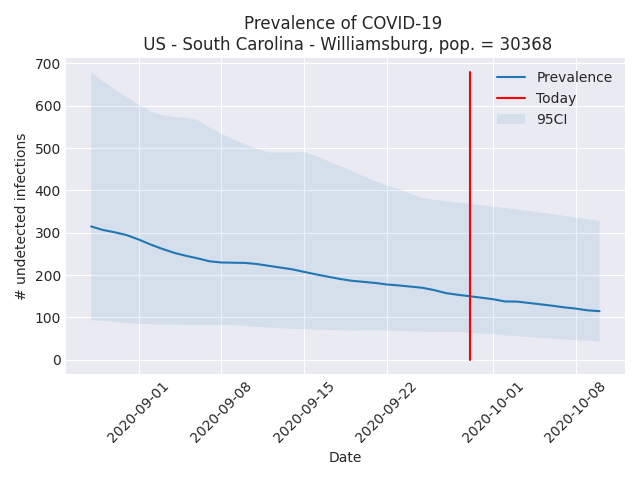 Prevalence of COVID-19
US - South Carolina - Williamsburg, pop. = 30368
700
600
500
400
300
200
100
0
# undetected infections
Prevalence
Today
95CI
2020-09-01
2020-09-08
2020-09-15
2020-09-22
2020-10-01
2020-10-08
Date